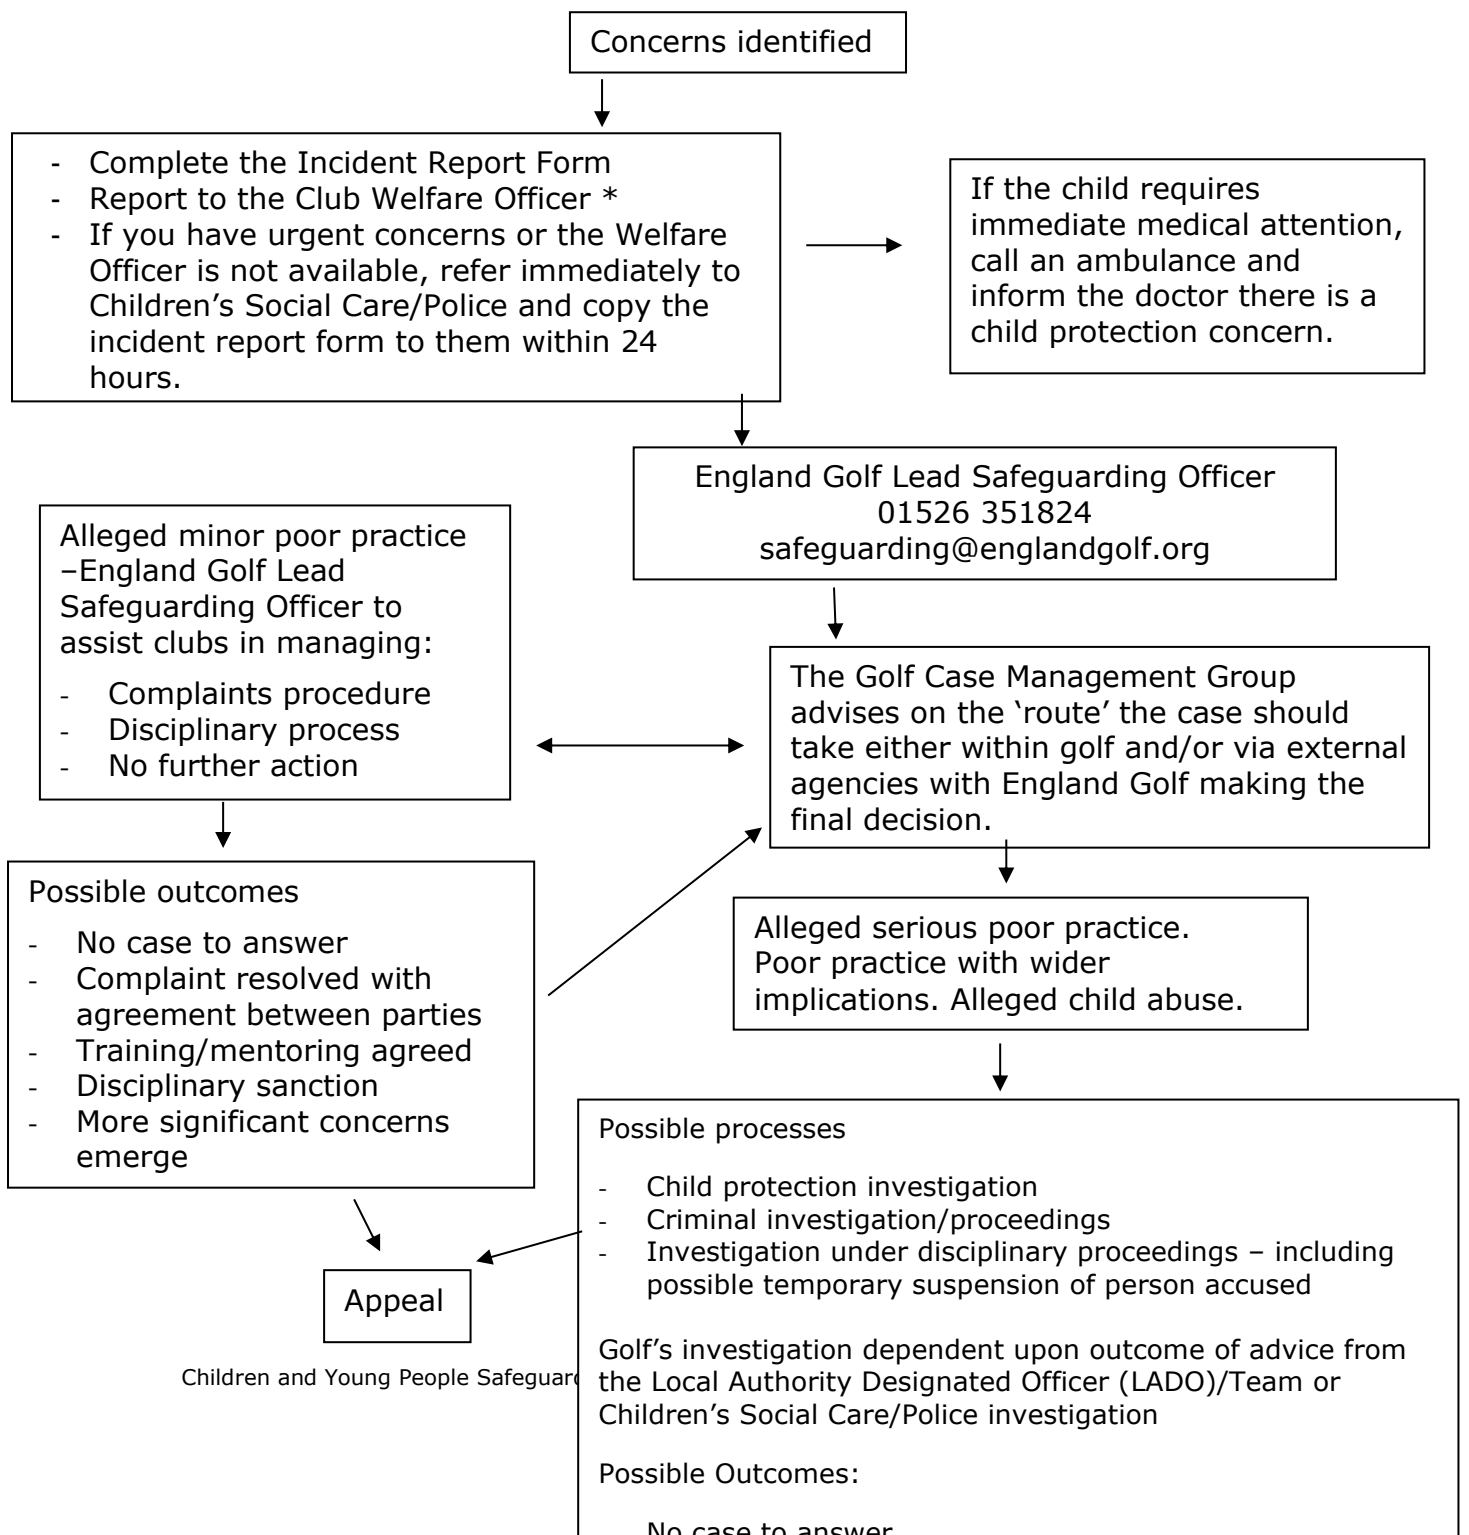 Concerns identified
- Complete the Incident Report Form
- Report to the Club Welfare Officer *
- If you have urgent concerns or the Welfare
Officer is not available, refer immediately to
Children’s Social Care/Police and copy the
incident report form to them within 24
hours.
If the child requires
immediate medical attention,
call an ambulance and
inform the doctor there is a
child protection concern.
England Golf Lead Safeguarding Officer
01526 351824
safeguarding@englandgolf.org
Alleged minor poor practice
–England Golf Lead
Safeguarding Officer to
assist clubs in managing:
- Complaints procedure
- Disciplinary process
- No further action
The Golf Case Management Group
advises on the ‘route’ the case should
take either within golf and/or via external
agencies with England Golf making the
final decision.
Possible outcomes
- No case to answer
- Complaint resolved with
agreement between parties
- Training/mentoring agreed
- Disciplinary sanction
- More significant concerns
emerge
Alleged serious poor practice.
Poor practice with wider
implications. Alleged child abuse.
Possible processes
- Child protection investigation
- Criminal investigation/proceedings
- Investigation under disciplinary proceedings – including
possible temporary suspension of person accused
Golf’s investigation dependent upon outcome of advice from
the Local Authority Designated Officer (LADO)/Team or
Children’s Social Care/Police investigation
Possible Outcomes:
No case to answer
Appeal
Children and Young People Safeguard